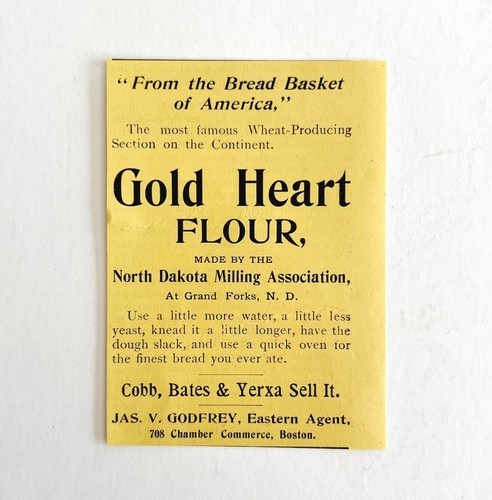 "From the Bread Basket
of America,"
The most famous Wheat-Producing
Section on the Continent.
Gold Heart
FLOUR,
MADE BY THE
North Dakota Milling Association,
At Grand Forks, N. D.
Use a little more water, a little less
yeast, knead it a little longer, have the
dough slack, and use a quick oven for
the finest bread you ever ate.
Cobb, Bates & Yerxa Sell It.
JAS. V. GODFREY, Eastern Agent,
708 Chamber Commerce, Boston.